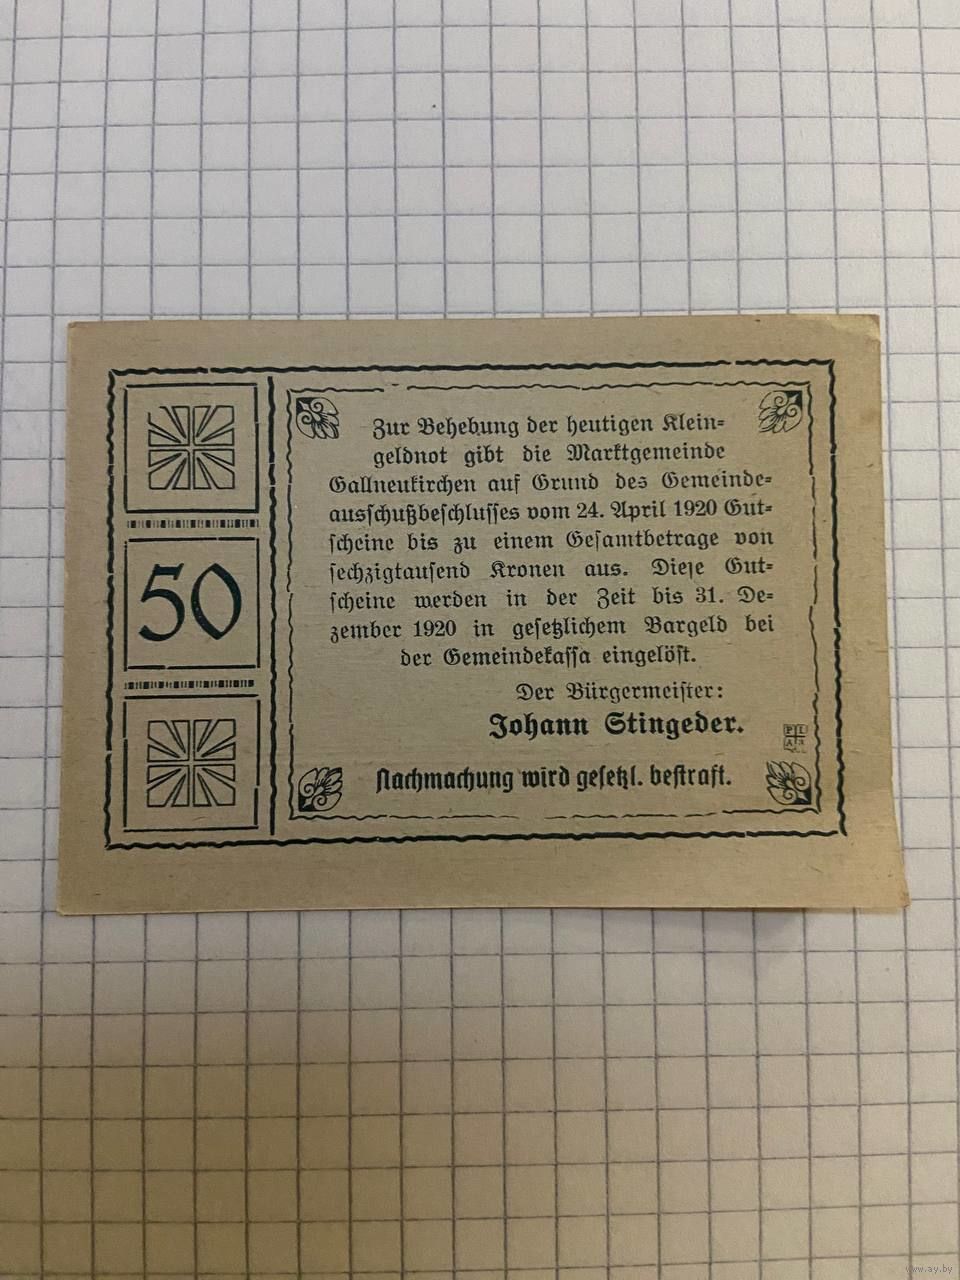 50
Zur Behebung der heutigen Klein=
geldnot gibt die Marktgemeinde
Gallneukirchen auf Grund des Gemeinde=
ausschußbeschlusses vom 24. April 1920 Gut=
scheine bis zu einem Gesamtbetrage von
sechzigtausend Kronen aus. Diese Gut=
scheine werden in der Zeit bis 31. De=
zember 1920 in gesetzlichem Bargeld bei
der Gemeindekassa eingelöst.
Der Bürgermeister:
Johann Stingeder.
Nachmachung wird gesetzl. bestraft.
www.ay.by